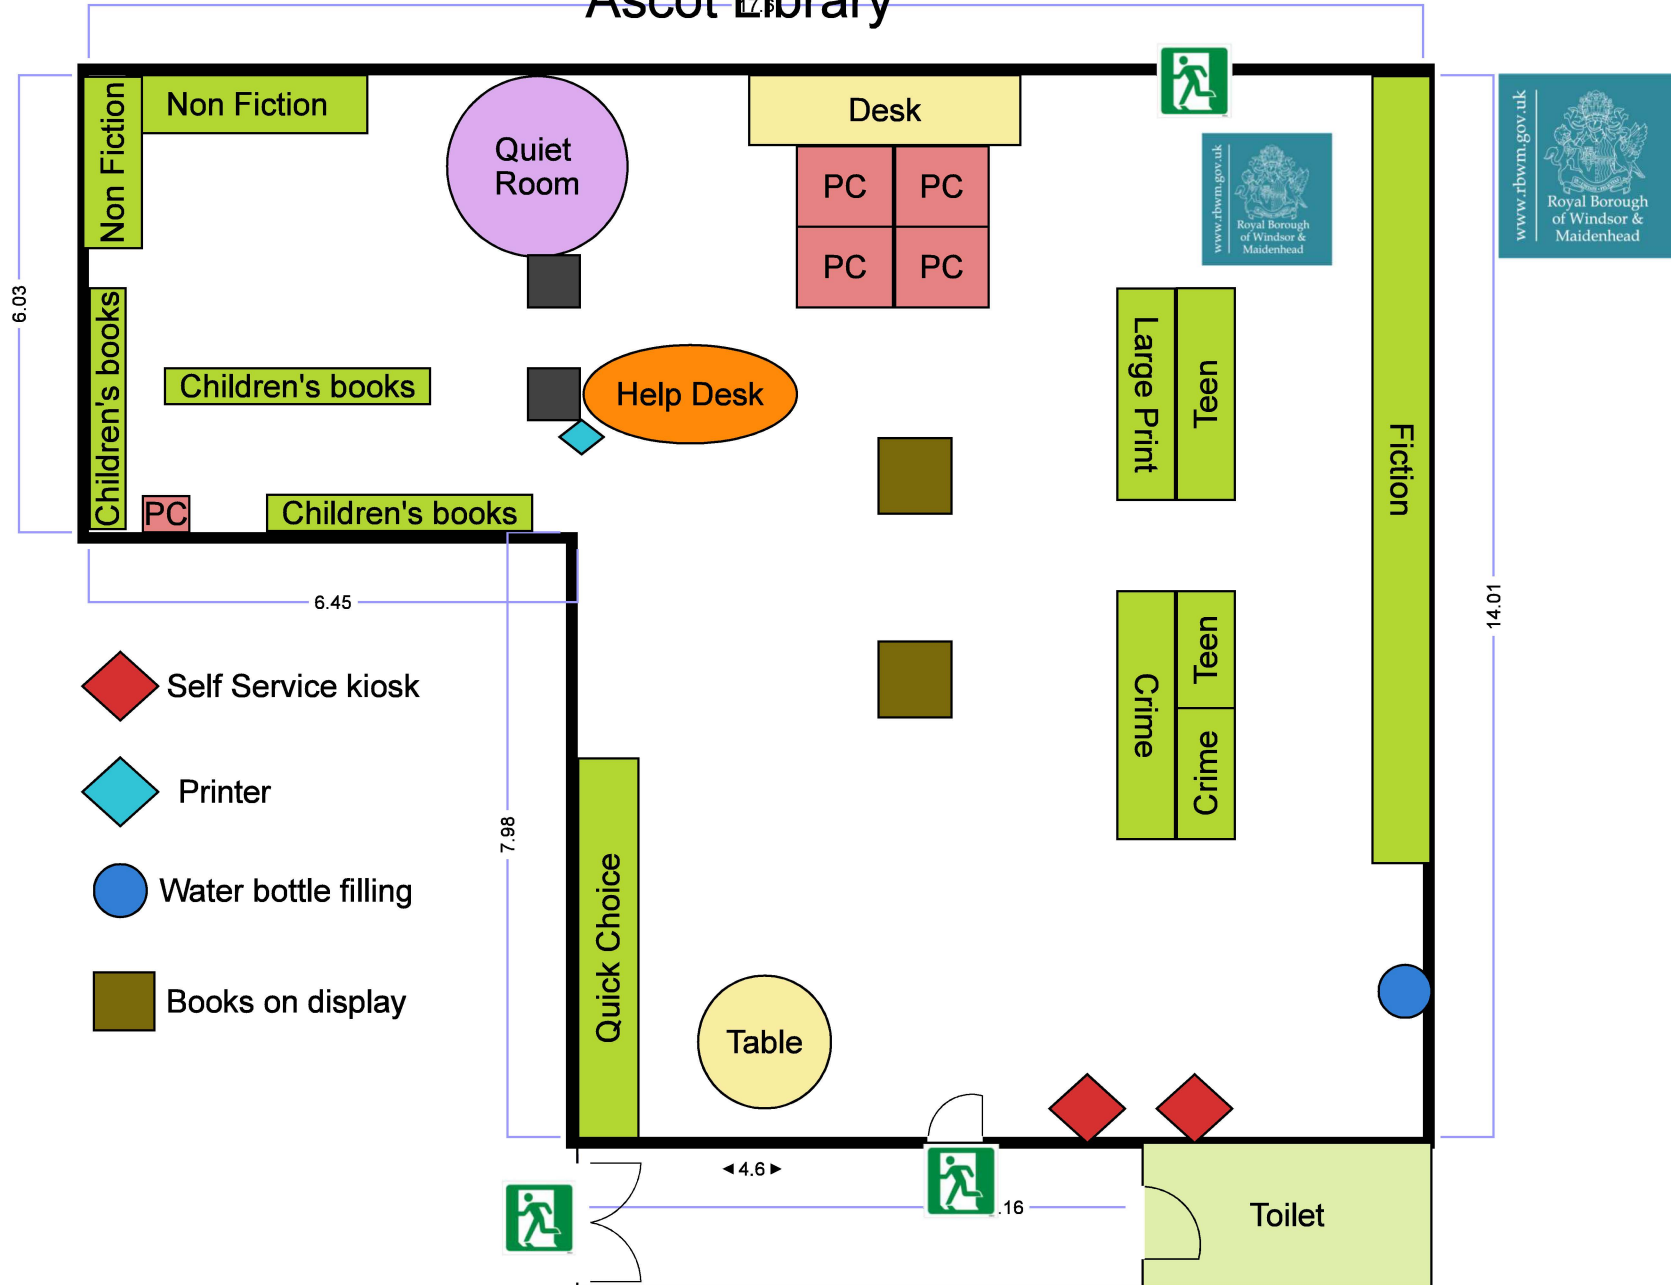 Ascot Library
Non Fiction
Non Fiction
Quiet
Room
Desk
PC
PC
PC
PC
www.rbwm.gov.uk
Royal Borough
of Windsor &
Maidenhead
www.rbwm.gov.uk
Royal Borough
of Windsor &
Maidenhead
6.03
Children's books
Children's books
Help Desk
Large Print
Teen
Fiction
PC
Children's books
6.45
14.01
Self Service kiosk
Crime
Teen
Crime
Printer
7.98
Water bottle filling
Quick Choice
Books on display
Table
4.6
.16
Toilet